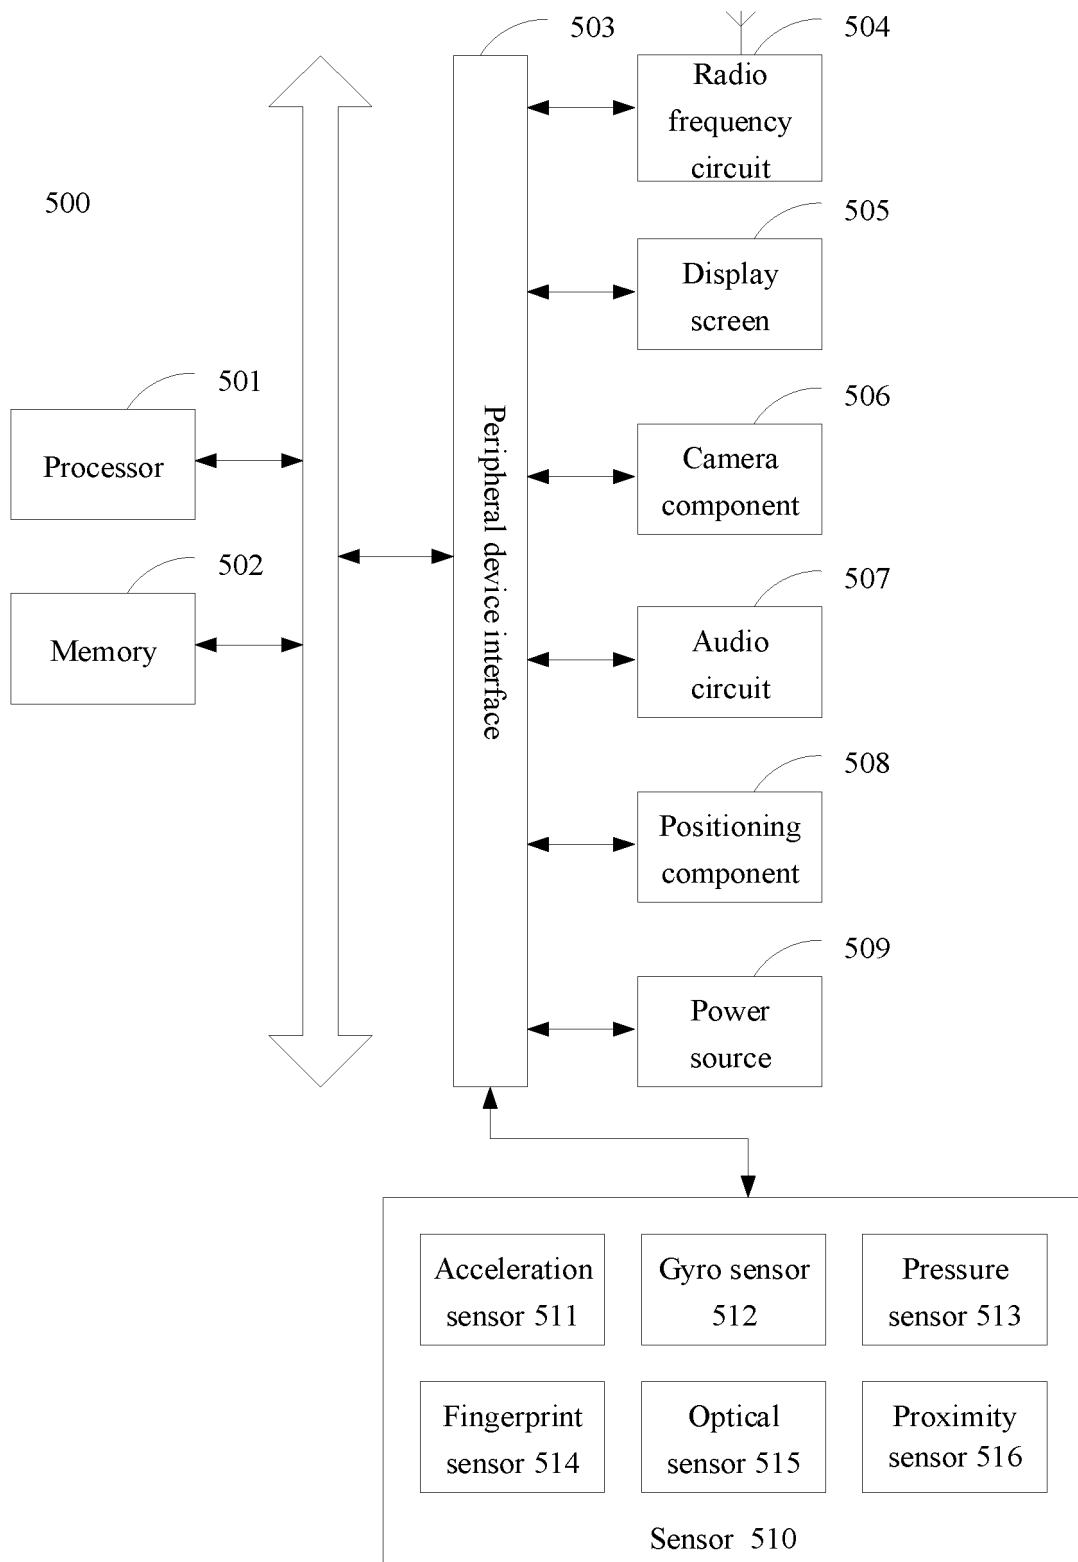 503
504
Radio
frequency
circuit
500
505
Display
screen
501
Processor
506
Camera
component
Peripheral device interface
502
Memory
507
Audio
circuit
508
Positioning
component
509
Power
source
Acceleration
sensor 511
Gyro sensor
512
Pressure
sensor 513
Fingerprint
sensor 514
Optical
sensor 515
Proximity
sensor 516
Sensor 510